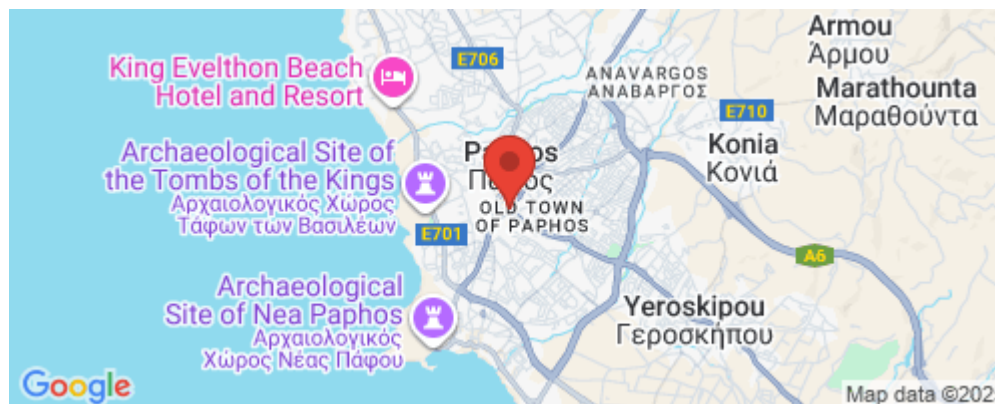 Armou
Άρμου
King Evelthon Beach
Hotel and Resort
E706
ANAVARGOS
ΑΝΑΒΑΡΓΟΣ
Marathounta
Μαραθούντα
E710
Konia
Κονιά
Archaeological Site of
the Tombs of the Kings
Αρχαιολογικός Χώρος
Τάφων των Βασιλέων
OLD TOWN
OF PAPHOS
E701
A6
Archaeological
Site of Nea Paphos
Αρχαιολογικός
Χώρος Νέας Πάφου
Yeroskipou
Γεροσκήπου
Google
Map data